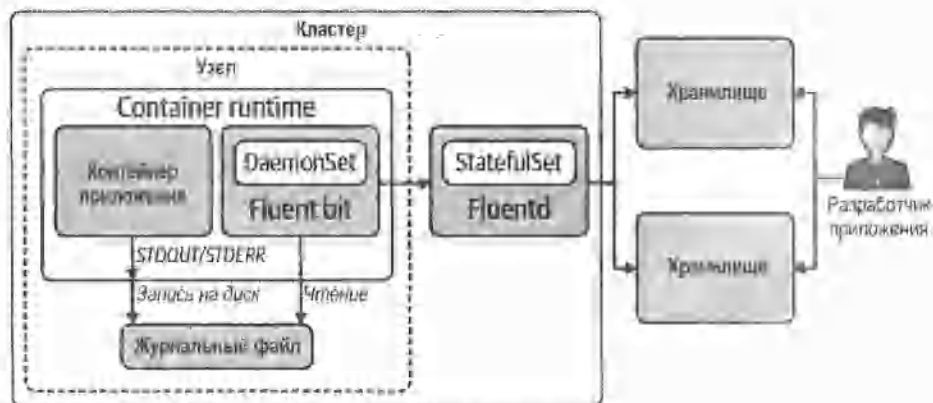 Кластер
Узел
Container runtime
Контейнер
приложения
DaemonSet
Fluent bit
StatefulSet
Fluentd
Хранилище
Хранилище
Разработчик
приложения
STDOUT/STDERR
Запись на диск
Чтение
Журнальный файл